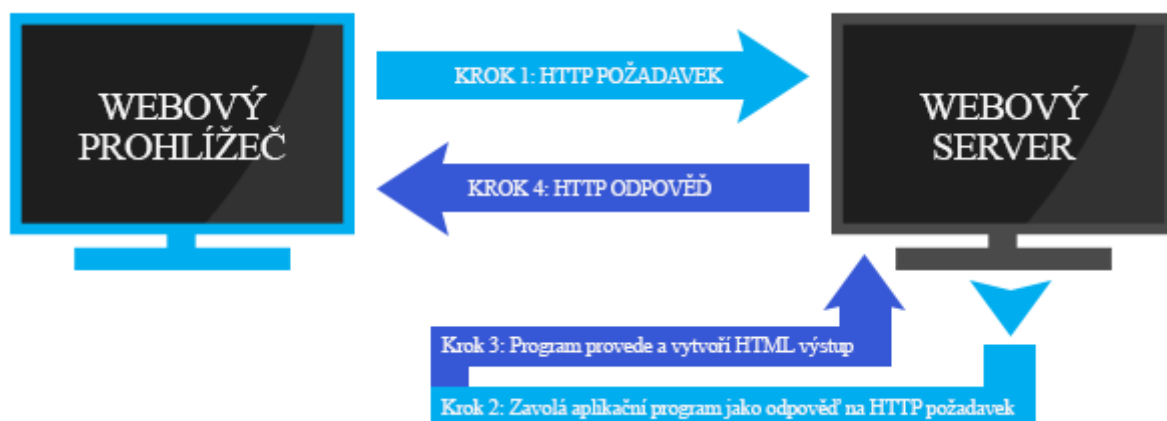 WEBOVÝ
PROHLÍŽEČ
KROK 1: HTTP POŽADAVEK
WEBOVÝ
SERVER
KROK 4: HTTP ODPOVĚĎ
Krok 3: Program provede a vytvoří HTML výstup
Krok 2: Zavolá aplikační program jako odpověď na HTTP požadavek